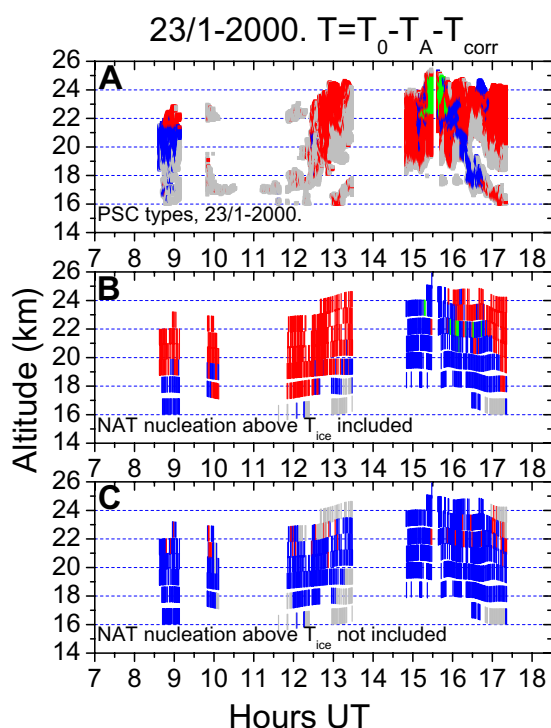 23/1-2000. T=T0-TA-Tcorr
A
26
24
22
20
18
16
14
PSC types, 23/1-2000.
7 8 9 10 11 12 13 14 15 16 17 18
B
26
24
22
20
18
16
14
NAT nucleation above Tice included
7 8 9 10 11 12 13 14 15 16 17 18
C
26
24
22
20
18
16
14
NAT nucleation above Tice not included
7 8 9 10 11 12 13 14 15 16 17 18
Altitude (km)
Hours UT